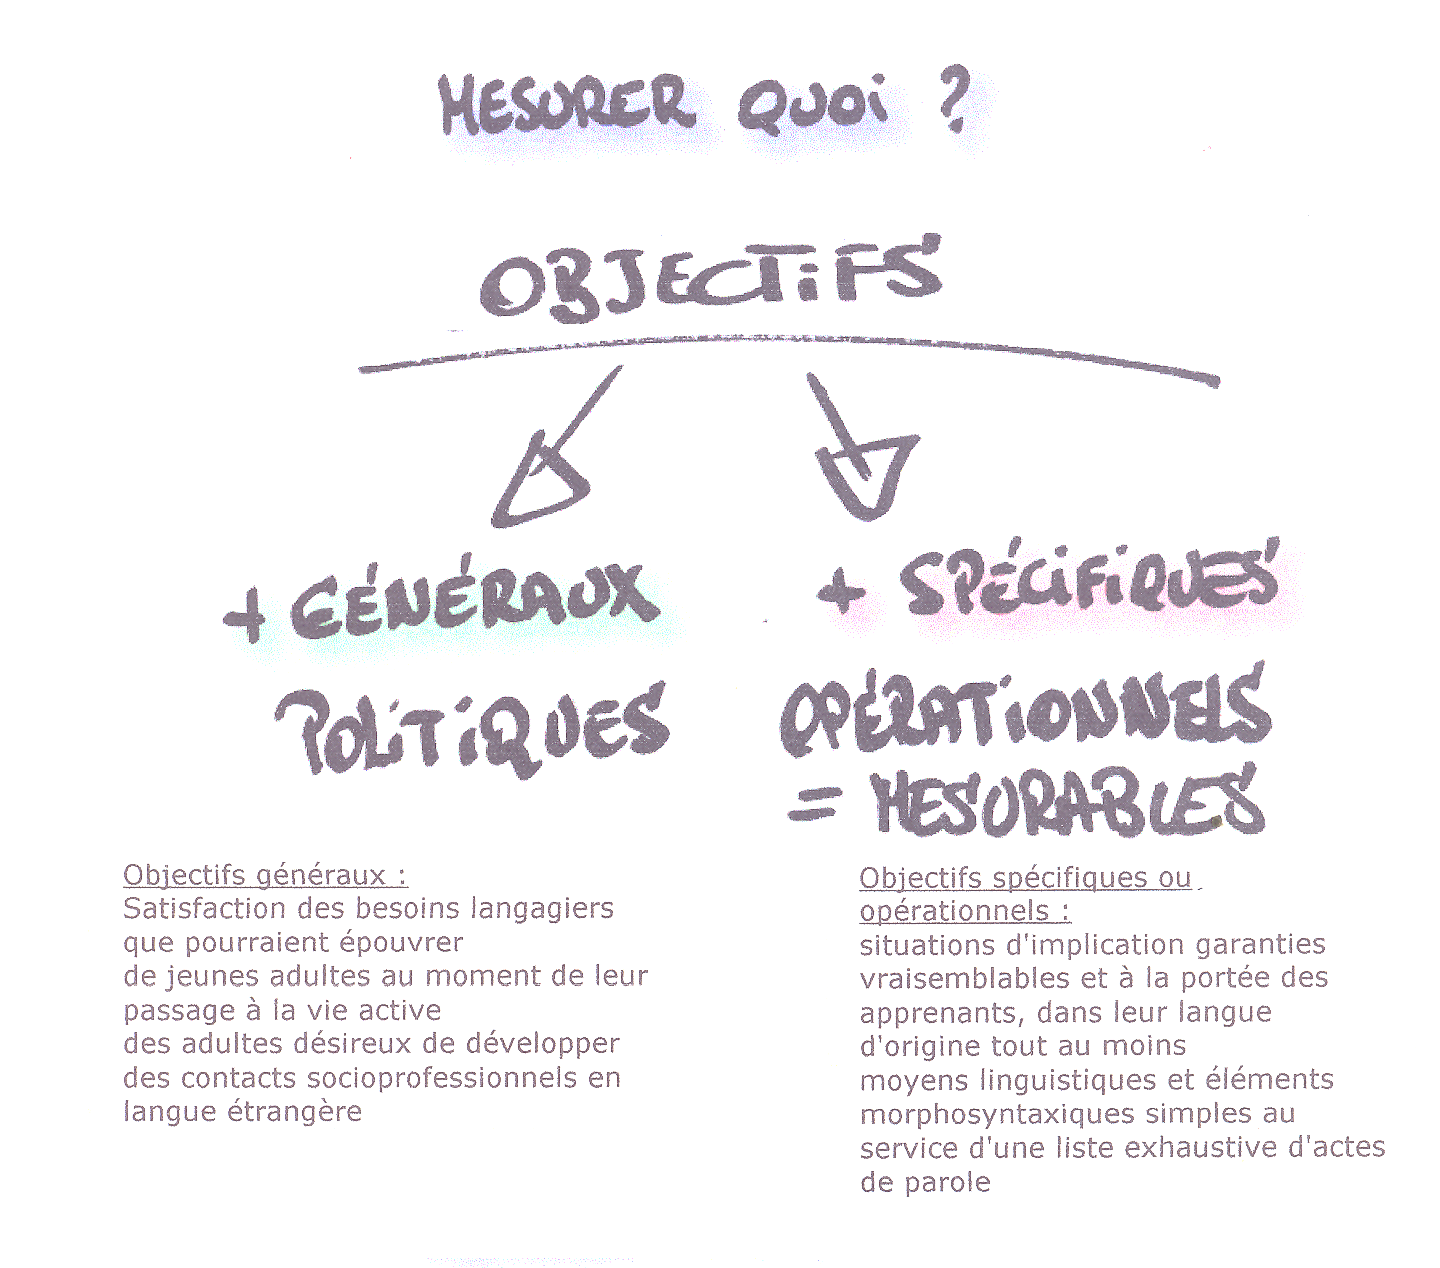 MESURER QUOI ?
OBJECTIFS
+ GÉNÉRAUX
POLITIQUES
+ SPÉCIFIQUES
OPÉRATIONNELS
= MESURABLES
Objectifs généraux :
Satisfaction des besoins langagiers
que pourraient épouvrer
de jeunes adultes au moment de leur
passage à la vie active
des adultes désireux de développer
des contacts socioprofessionnels en
langue étrangère
Objectifs spécifiques ou
opérationnels :
situations d'implication garanties
vraisemblables et à la portée des
apprenants, dans leur langue
d'origine tout au moins
moyens linguistiques et éléments
morphosyntaxiques simples au
service d'une liste exhaustive d'actes
de parole